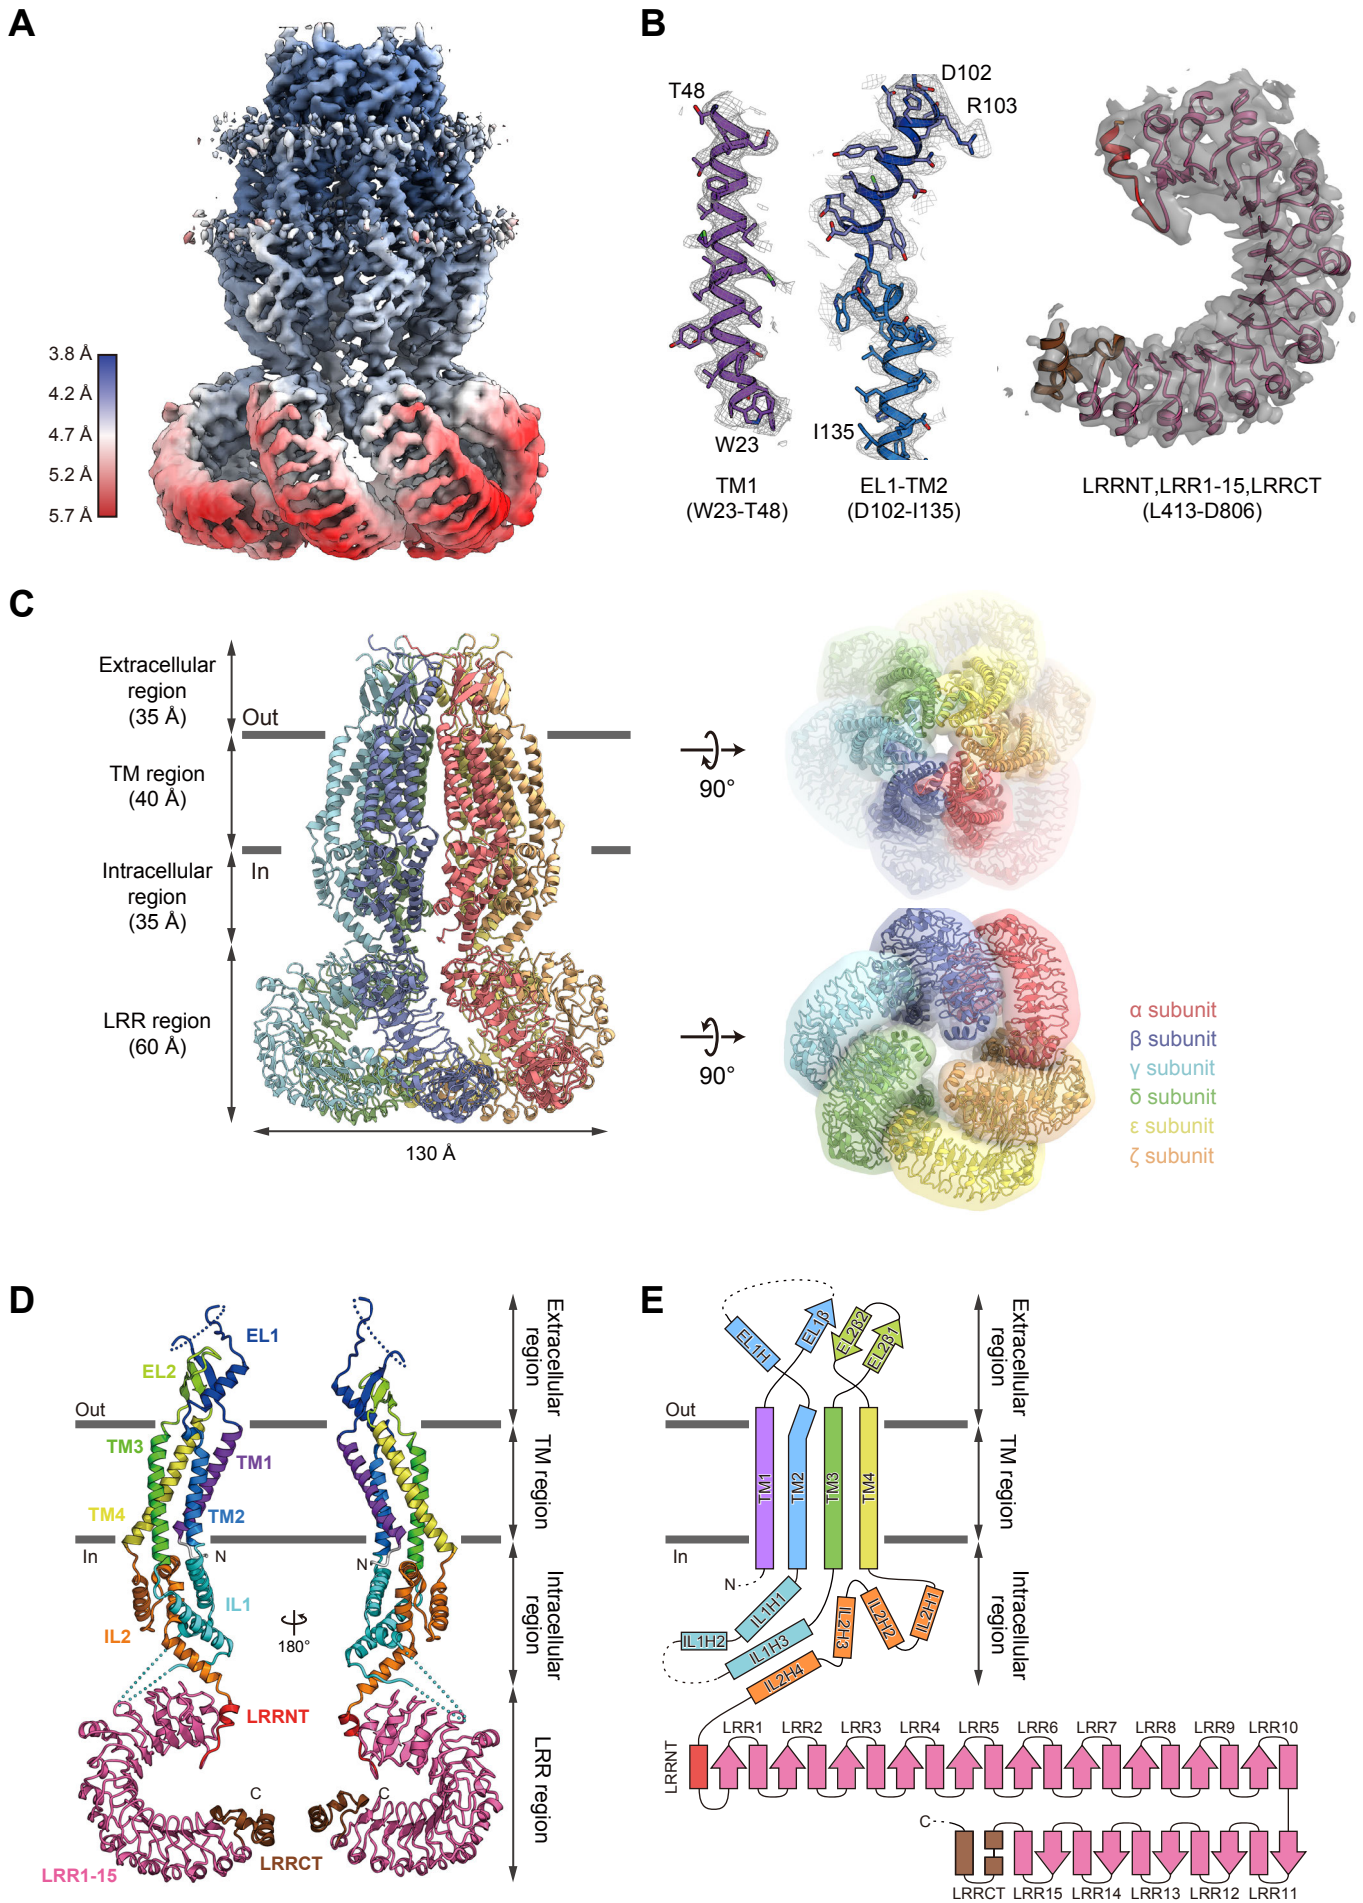 A
3.8 Å
4.2 Å
4.7 Å
5.2 Å
5.7 Å
B
T48
W23
TM1
(W23-T48)
D102
R103
I135
EL1-TM2
(D102-I135)
LRRNT,LRR1-15,LRRCT
(L413-D806)
C
Extracellular
region
(35 Å)
Out
TM region
(40 Å)
In
Intracellular
region
(35 Å)
LRR region
(60 Å)
130 Å
90°
90°
α subunit
β subunit
γ subunit
δ subunit
ε subunit
ζ subunit
D
EL1
EL2
Out
TM3
TM1
TM4
TM2
In
N
N
IL1
IL2
180°
LRRNT
C
C
LRRCT
LRR1-15
Extracellular
region
TM region
Intracellular
region
LRR region
E
EL1H
EL1β
EL2β2
EL2β1
Out
TM1
TM2
TM3
TM4
In
N
IL1H1
IL1H2
IL1H3
IL2H3
IL2H2
IL2H1
IL2H4
Extracellular
region
TM region
Intracellular
region
LRRNT
LRR1
LRR2
LRR3
LRR4
LRR5
LRR6
LRR7
LRR8
LRR9
LRR10
C
LRRCT
LRR15
LRR14
LRR13
LRR12
LRR11